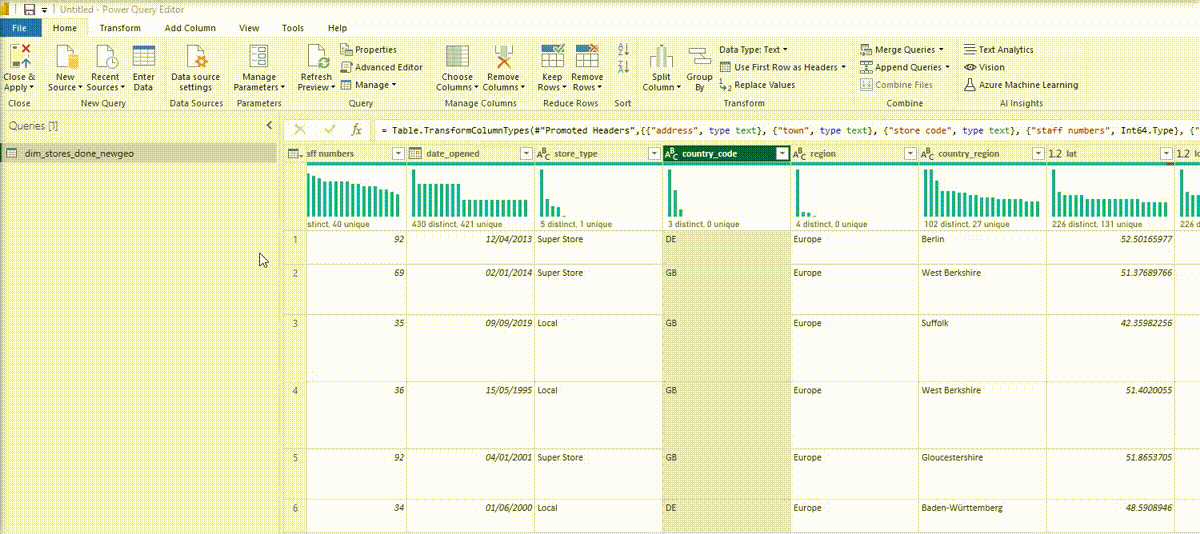 Untitled - Power Query Editor
File Home Transform Add Column View Tools Help
Close & Apply
New Source
Recent Sources
Enter Data
Data source settings
Manage Parameters
Refresh Preview
Properties
Advanced Editor
Manage
Choose Columns
Remove Columns
Keep Rows
Remove Rows
Split Column
Group By
Data Type: Text
Use First Row as Headers
Replace Values
Merge Queries
Append Queries
Combine Files
Text Analytics
Vision
Azure Machine Learning
Close New Query Data Sources Parameters Query Manage Columns Reduce Rows Sort Transform Combine AI Insights
Queries [1]
= Table.TransformColumnTypes(#"Promoted Headers",{{"address", type text}, {"town", type text}, {"store code", type text}, {"staff numbers", Int64.Type}, {"
dim_stores_done_newgeo
aff numbers date_opened store_type country_code region country_region 1.2 lat 1.2 lo
stinct, 40 unique 430 distinct, 421 unique 5 distinct, 1 unique 3 distinct, 0 unique 4 distinct, 0 unique 102 distinct, 27 unique 226 distinct, 131 unique 226 d
1 92 12/04/2013 Super Store DE Europe Berlin 52.50165977
2 69 02/01/2014 Super Store GB Europe West Berkshire 51.37689766
3 35 09/09/2019 Local GB Europe Suffolk 42.35982256
4 36 15/05/1995 Local GB Europe West Berkshire 51.4020055
5 92 04/01/2001 Super Store GB Europe Gloucestershire 51.8653705
6 34 01/06/2000 Local DE Europe Baden-Württemberg 48.5908946